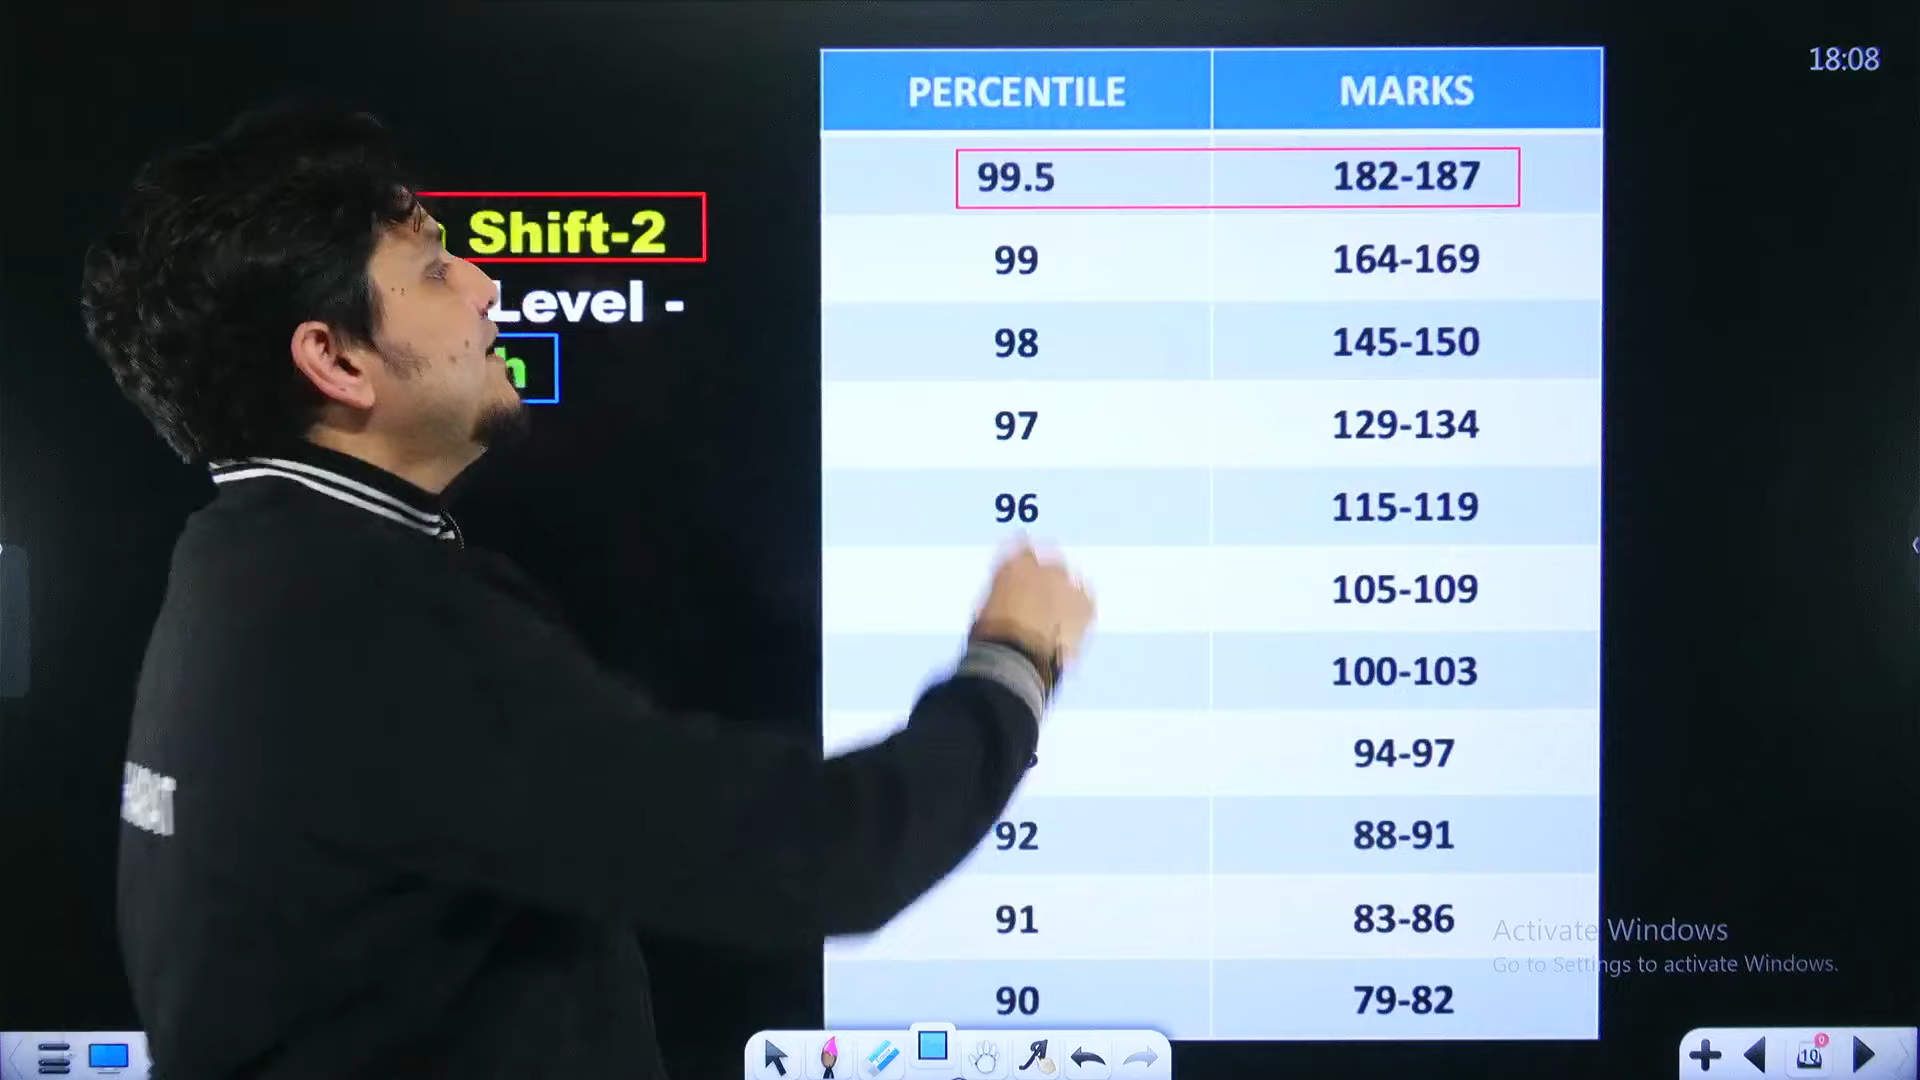 18:08
PERCENTILE MARKS
99.5 182-187
Shift-2
99 164-169
Level -
98 145-150
97 129-134
96 115-119
105-109
100-103
94-97
92 88-91
91 83-86
Activate Windows
Go to Settings to activate Windows.
90 79-82
10
0